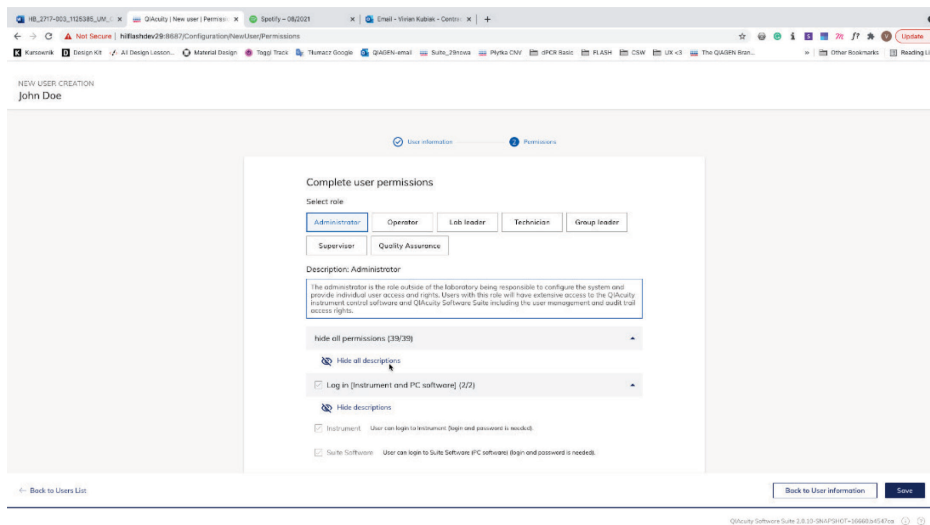 HB_2717-003_1126385_UM_C
QIAcuity | New user | Permissi
Spotify – 08/2021
Email – Vivian Kubiak –
Not Secure | hilflashdev29:8687/Configuration/NewUser/Permissions
Update
Kursownik
Design Kit
AI Design Lesson...
Material Design
Toggl Track
Tłumacz Google
QIAGEN-email
Suite_29nowa
Płytka CNV
dPCR Basic
FLASH
CSW
UX <3
The QIAGEN Bran...
»
Other Bookmarks
Reading Li
NEW USER CREATION
John Doe
User information
2 Permissions
Complete user permissions
Select role
Administrator
Operator
Lab leader
Technician
Group leader
Supervisor
Quality Assurance
Description: Administrator
The administrator is the role outside of the laboratory being responsible to configure the system and
provide individual user access and rights. Users with this role will have extensive access to the QIAcuity
instrument control software and QIAcuity Software Suite including the user management and audit trail
access rights.
hide all permissions (39/39)
Hide all descriptions
Log in [Instrument and PC software] (2/2)
Hide descriptions
Instrument User can login to Instrument (login and password is needed).
Suite Software User can login to Suite Software (PC software) (login and password is needed).
← Back to Users List
Back to User information
Save
QIAcuity Software Suite